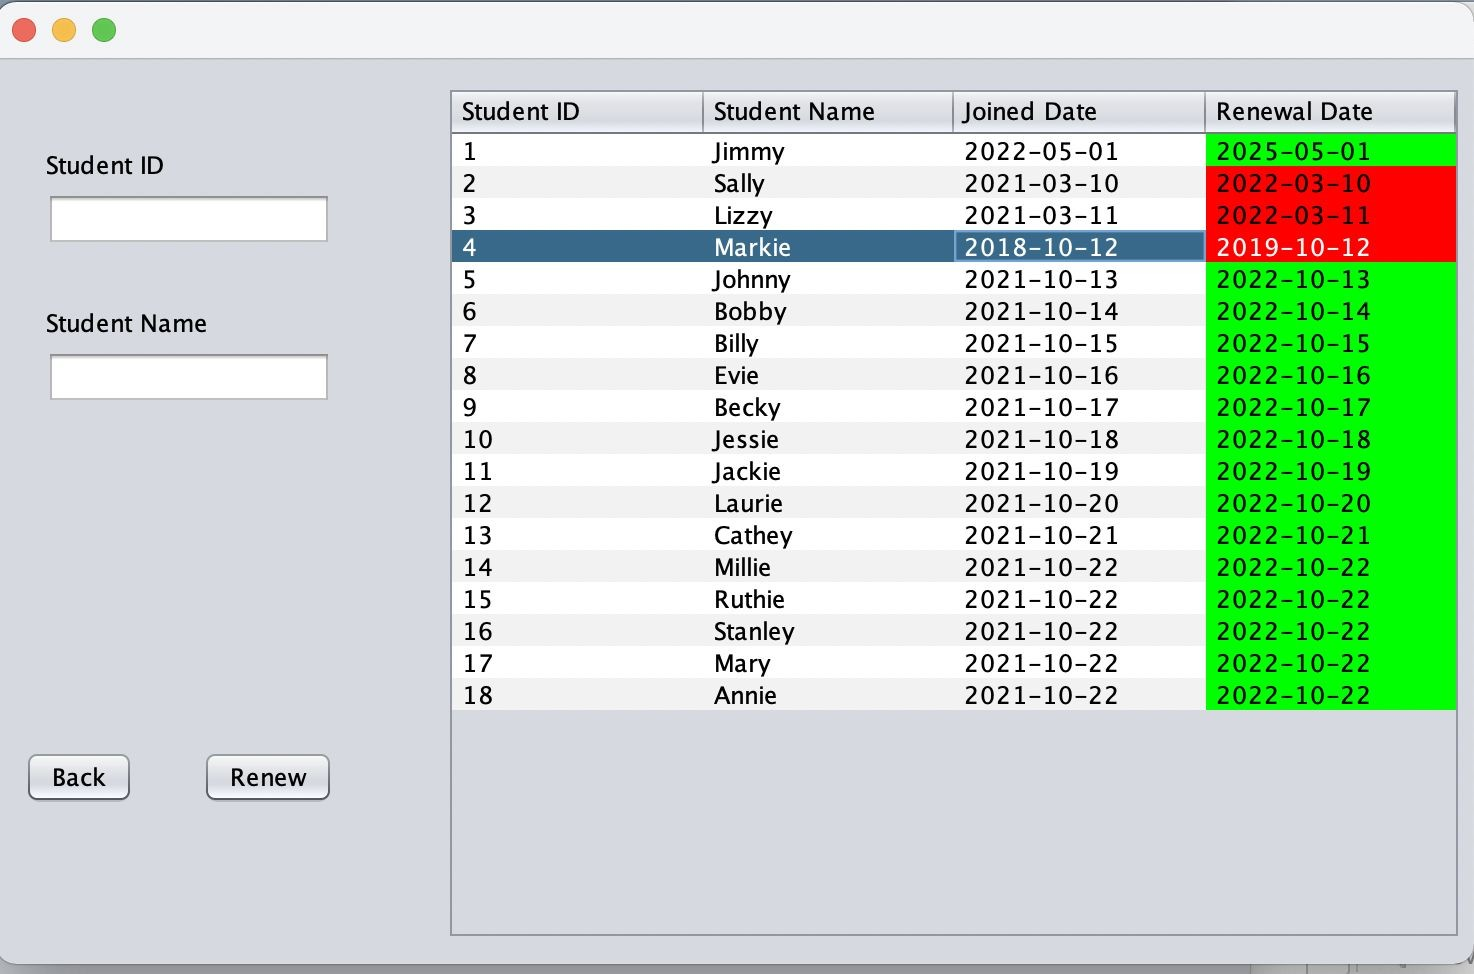 Student ID
Student Name
Back
Renew
Student ID Student Name Joined Date Renewal Date
1 Jimmy 2022-05-01 2025-05-01
2 Sally 2021-03-10 2022-03-10
3 Lizzy 2021-03-11 2022-03-11
4 Markie 2018-10-12 2019-10-12
5 Johnny 2021-10-13 2022-10-13
6 Bobby 2021-10-14 2022-10-14
7 Billy 2021-10-15 2022-10-15
8 Evie 2021-10-16 2022-10-16
9 Becky 2021-10-17 2022-10-17
10 Jessie 2021-10-18 2022-10-18
11 Jackie 2021-10-19 2022-10-19
12 Laurie 2021-10-20 2022-10-20
13 Cathey 2021-10-21 2022-10-21
14 Millie 2021-10-22 2022-10-22
15 Ruthie 2021-10-22 2022-10-22
16 Stanley 2021-10-22 2022-10-22
17 Mary 2021-10-22 2022-10-22
18 Annie 2021-10-22 2022-10-22